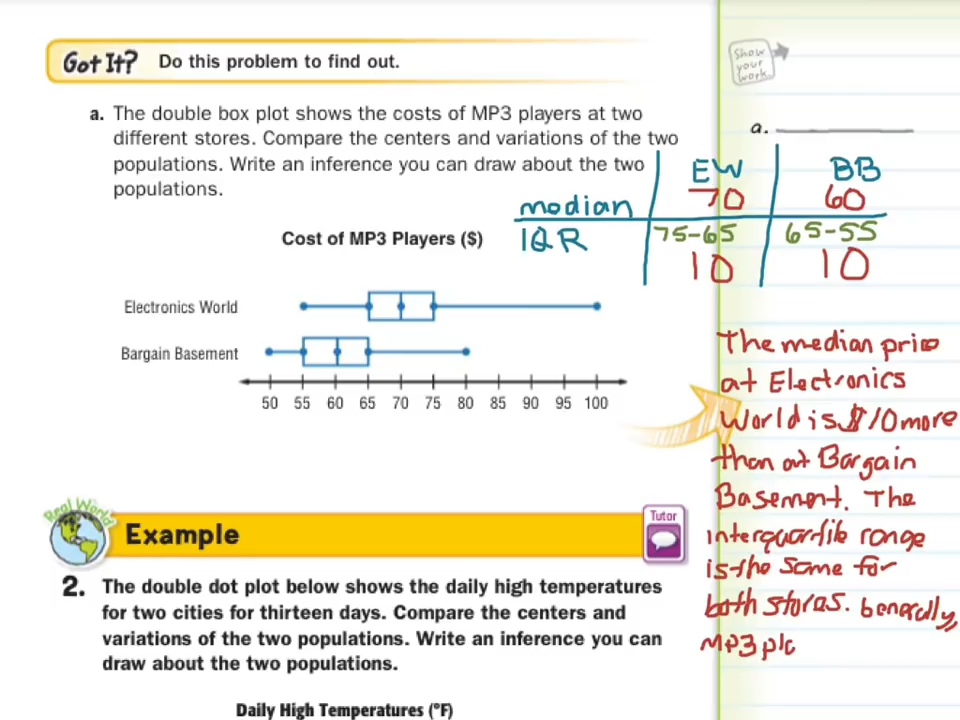 Got It? Do this problem to find out.
Show your work.
a. The double box plot shows the costs of MP3 players at two
different stores. Compare the centers and variations of the two
populations. Write an inference you can draw about the two
populations.
a.
EW BB
median 70 60
IQR 75-65 65-55
10 10
Cost of MP3 Players ($)
Electronics World
Bargain Basement
50 55 60 65 70 75 80 85 90 95 100
The median price
at Electronics
World is $10 more
than at Bargain
Basement. The
interquartile range
is the same for
both stores. Generally,
MP3 pla
Real World
Example
Tutor
2. The double dot plot below shows the daily high temperatures
for two cities for thirteen days. Compare the centers and
variations of the two populations. Write an inference you can
draw about the two populations.
Daily High Temperatures (°F)